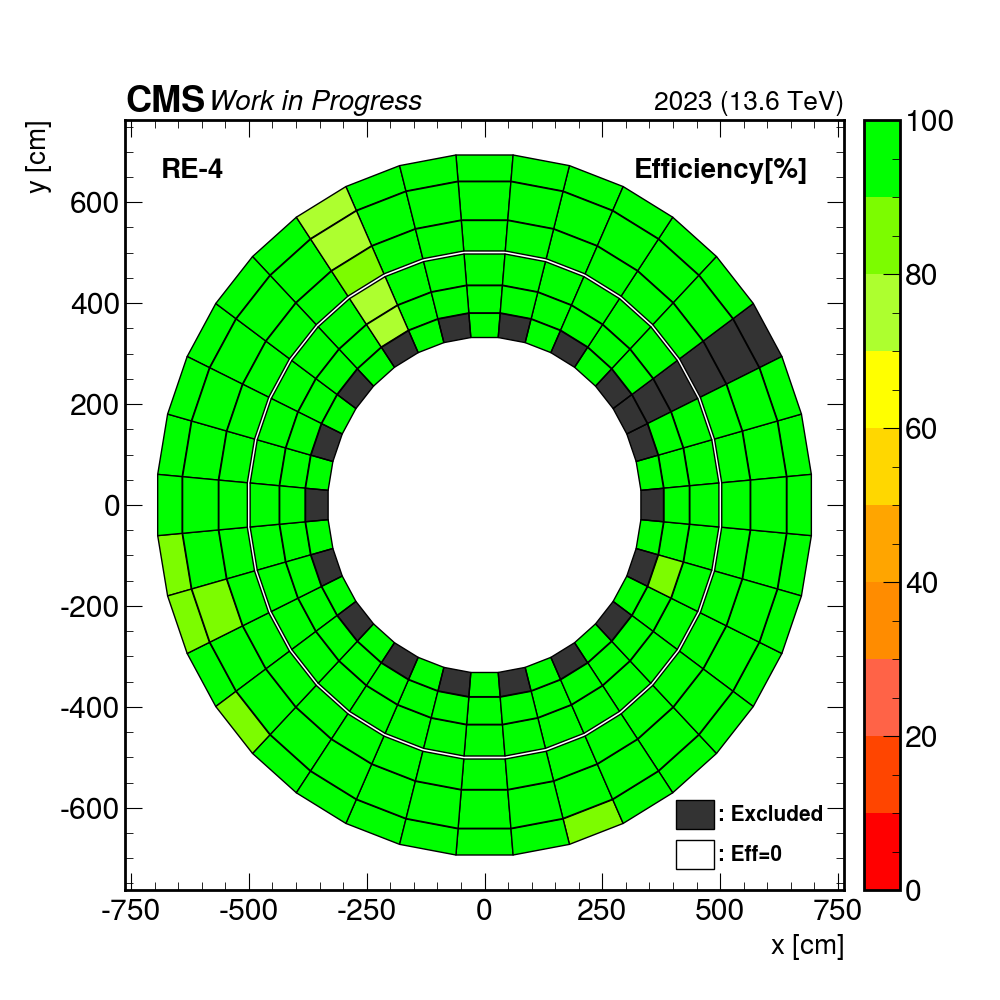 CMS Work in Progress 2023 (13.6 TeV)
y [cm]
RE-4 Efficiency[%]
600
400
200
0
-200
-400
-600
-750 -500 -250 0 250 500 750
x [cm]
: Excluded
: Eff=0
100
80
60
40
20
0